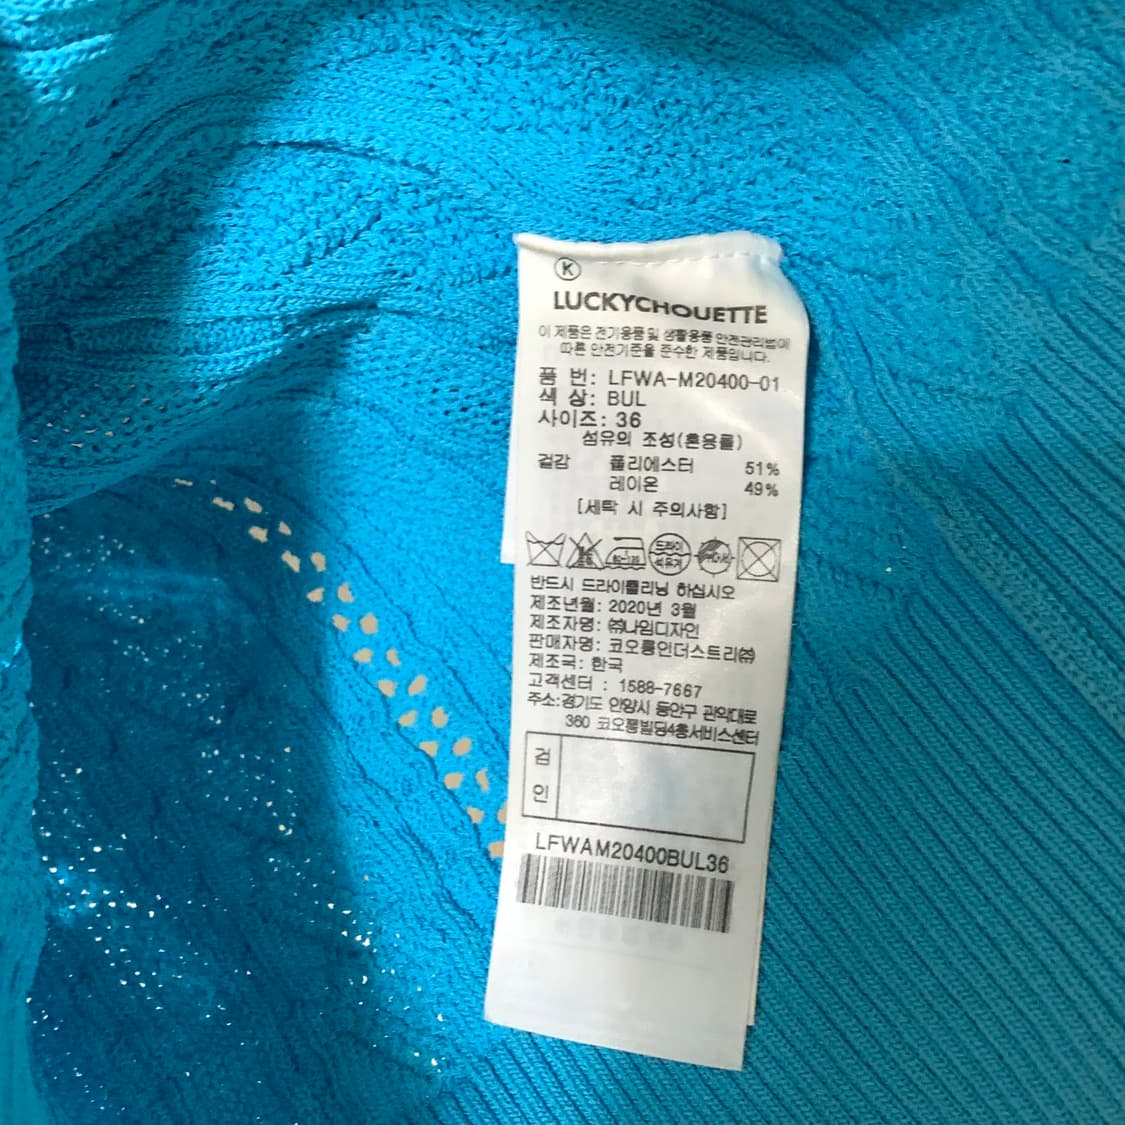 K
LUCKYCHOUETTE
이 제품은 전기용품 및 생활용품 안전관리법에
따른 안전기준을 준수한 제품입니다.
품 번: LFWA-M20400-01
색 상: BUL
사이즈: 36
섬유의 조성(혼용률)
겉감 폴리에스터 51%
레이온 49%
[세탁 시 주의사항]
드라이
석유계
반드시 드라이클리닝 하십시오
제조년월: 2020년 3월
제조자명: ㈜나임디자인
판매자명: 코오롱인더스트리㈜
제조국: 한국
고객센터 : 1588-7667
주소:경기도 안양시 동안구 관악대로
360 코오롱빌딩4층서비스센터
검
인
LFWAM20400BUL36